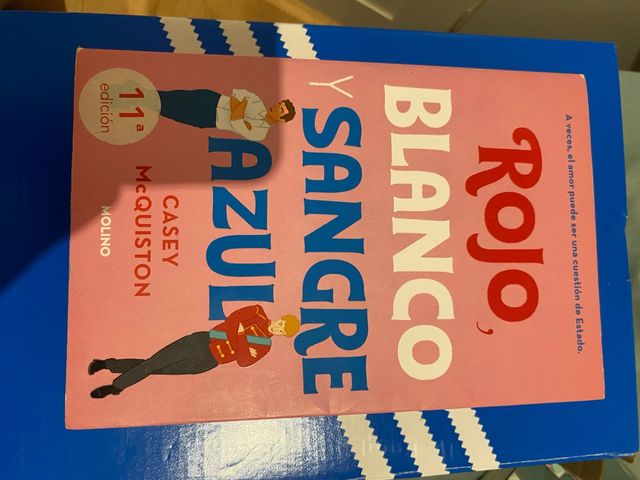 A veces, el amor puede ser una cuestión de Estado.
ROJO,
BLANCO
Y SANGRE
AZUL
CASEY
McQUISTON
MOLINO
11ª
edición